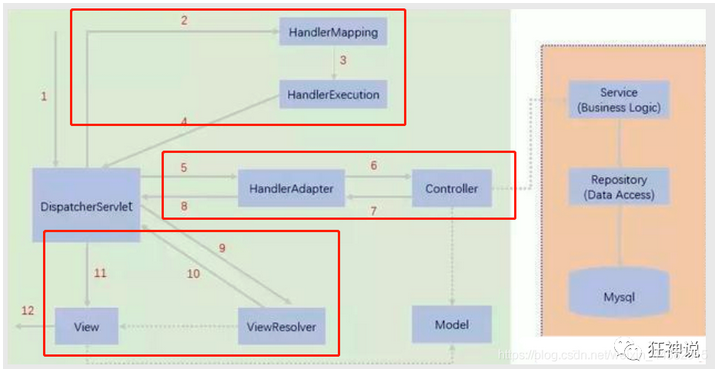 2
HandlerMapping
3
1
HandlerExecution
Service
(Business Logic)
4
5
6
HandlerAdapter
Controller
Repository
(Data Access)
8
7
DispatcherServlet
9
10
11
12
View
ViewResolver
Model
Mysql
狂神说
https://blog.csdn.net/